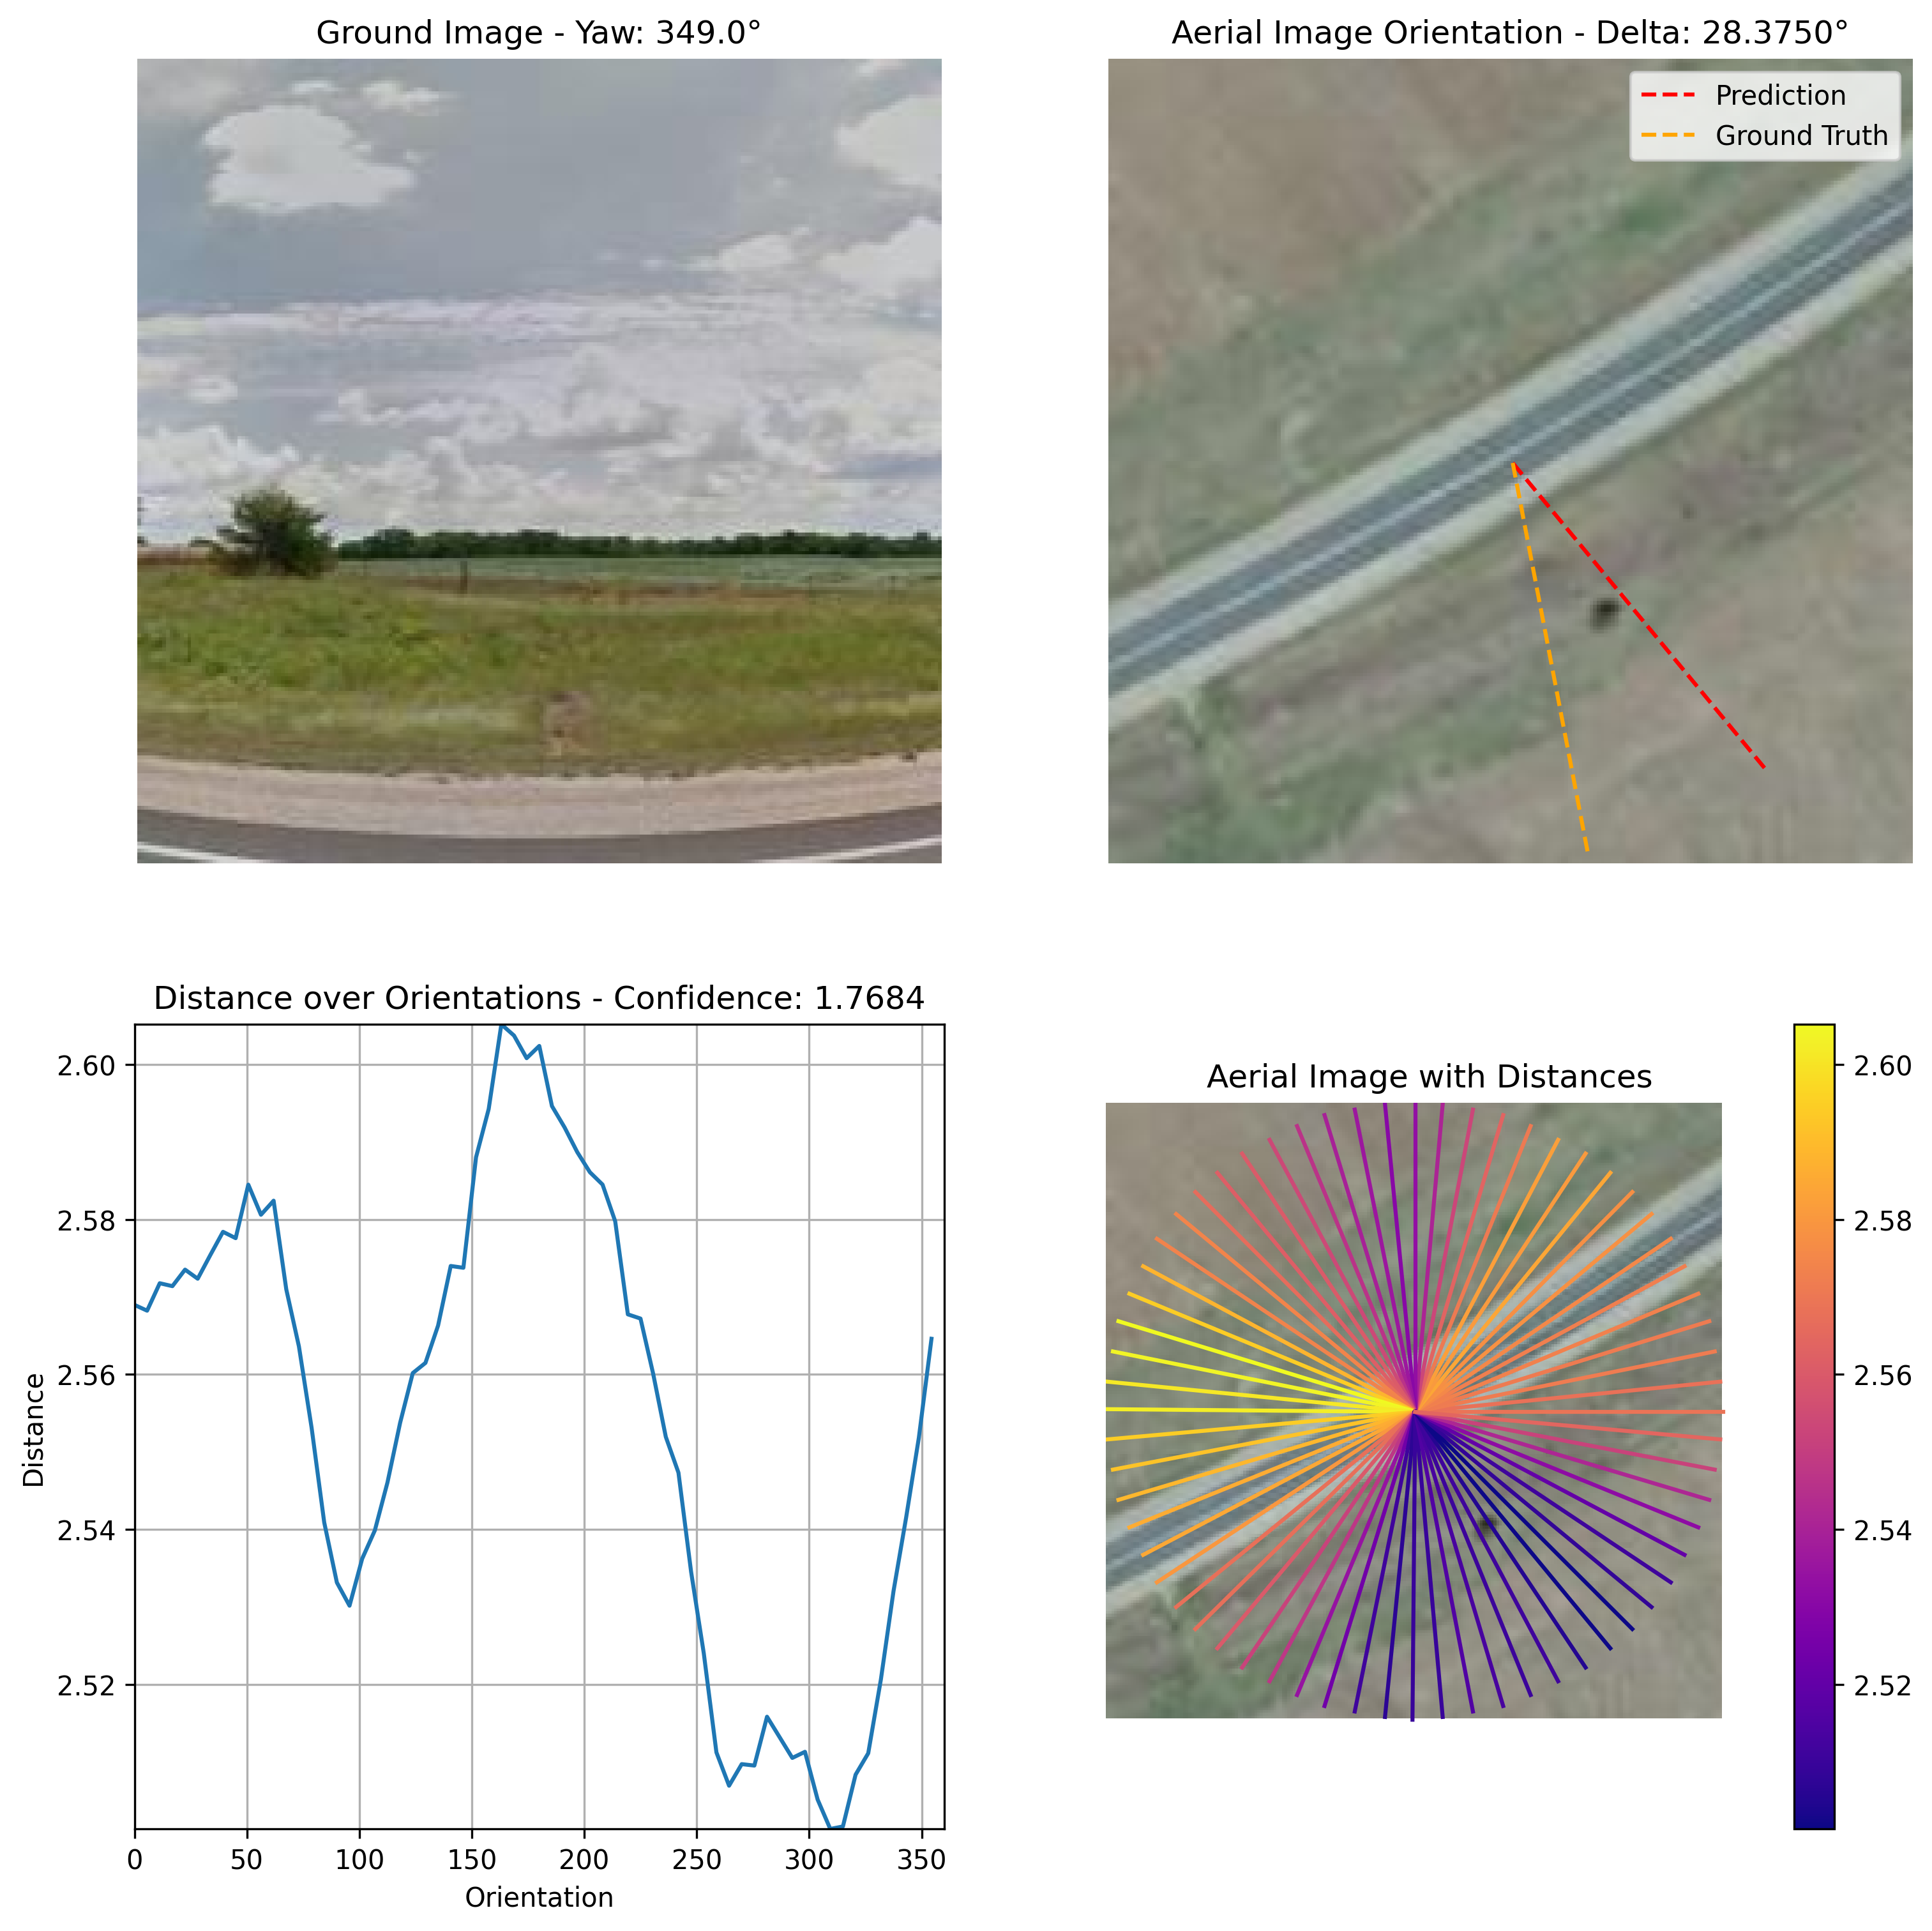 Ground Image - Yaw: 349.0°
Aerial Image Orientation - Delta: 28.3750°
Prediction
Ground Truth
Distance over Orientations - Confidence: 1.7684
2.60
2.58
2.56
2.54
2.52
Distance
0 50 100 150 200 250 300 350
Orientation
Aerial Image with Distances
2.60
2.58
2.56
2.54
2.52